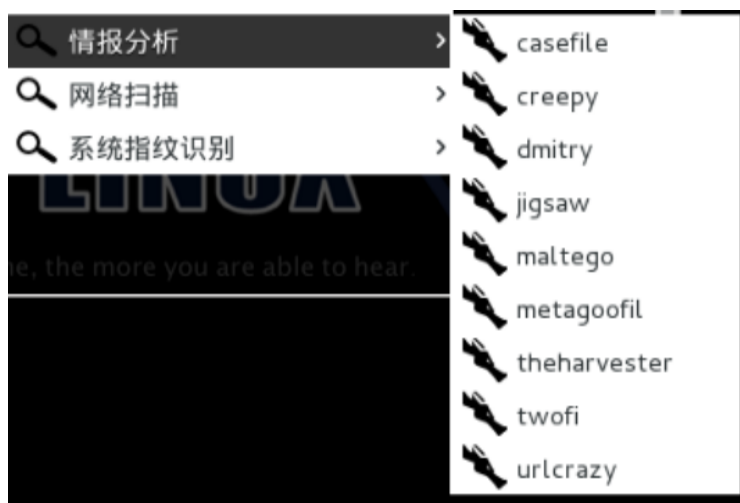 情报分析
网络扫描
系统指纹识别
casefile
creepy
dmitry
jigsaw
maltego
metagoofil
theharvester
twofi
urlcrazy
LINUX
e, the more you are able to hear.